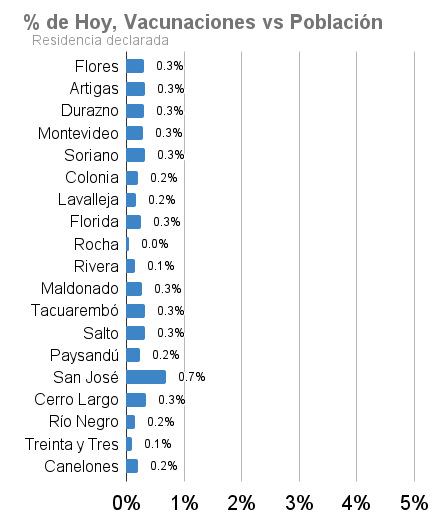 % de Hoy, Vacunaciones vs Población
Residencia declarada
Flores 0.3%
Artigas 0.3%
Durazno 0.3%
Montevideo 0.3%
Soriano 0.3%
Colonia 0.2%
Lavalleja 0.2%
Florida 0.3%
Rocha 0.0%
Rivera 0.1%
Maldonado 0.3%
Tacuarembó 0.3%
Salto 0.3%
Paysandú 0.2%
San José 0.7%
Cerro Largo 0.3%
Río Negro 0.2%
Treinta y Tres 0.1%
Canelones 0.2%
0% 1% 2% 3% 4% 5%